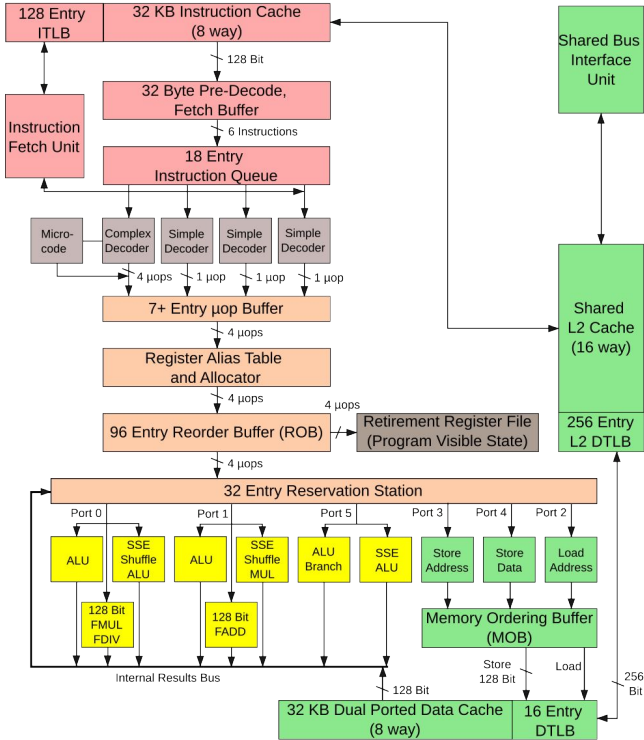 128 Entry
ITLB
32 KB Instruction Cache
(8 way)
128 Bit
32 Byte Pre-Decode,
Fetch Buffer
Instruction
Fetch Unit
6 Instructions
18 Entry
Instruction Queue
Micro-
code
Complex
Decoder
Simple
Decoder
Simple
Decoder
Simple
Decoder
4 µops
1 µop
1 µop
1 µop
7+ Entry µop Buffer
4 µops
Register Alias Table
and Allocator
4 µops
4 µops
96 Entry Reorder Buffer (ROB)
Retirement Register File
(Program Visible State)
4 µops
32 Entry Reservation Station
Port 0
Port 1
Port 5
Port 3
Port 4
Port 2
ALU
SSE
Shuffle
ALU
ALU
SSE
Shuffle
MUL
ALU
Branch
SSE
ALU
Store
Address
Store
Data
Load
Address
128 Bit
FMUL
FDIV
128 Bit
FADD
Memory Ordering Buffer
(MOB)
Internal Results Bus
Store
128 Bit
Load
128 Bit
256
Bit
32 KB Dual Ported Data Cache
(8 way)
16 Entry
DTLB
Shared Bus
Interface
Unit
Shared
L2 Cache
(16 way)
256 Entry
L2 DTLB